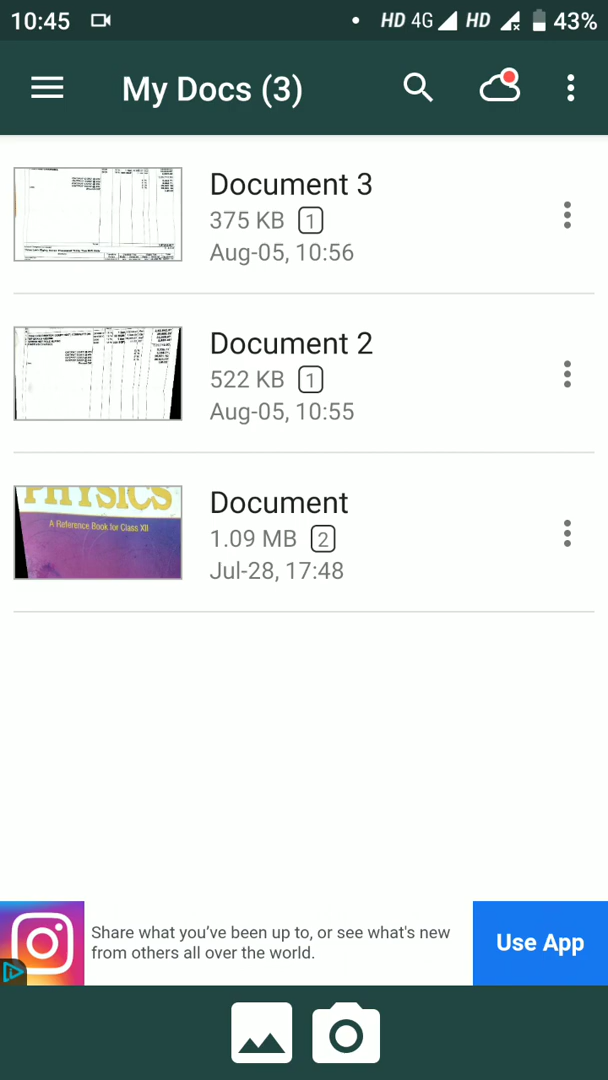 10:45 HD 4G HD 43%
My Docs (3)
Document 3
375 KB 1
Aug-05, 10:56
Document 2
522 KB 1
Aug-05, 10:55
PHYSICS
A Reference Book for Class XII
Document
1.09 MB 2
Jul-28, 17:48
Share what you've been up to, or see what's new
from others all over the world.
Use App